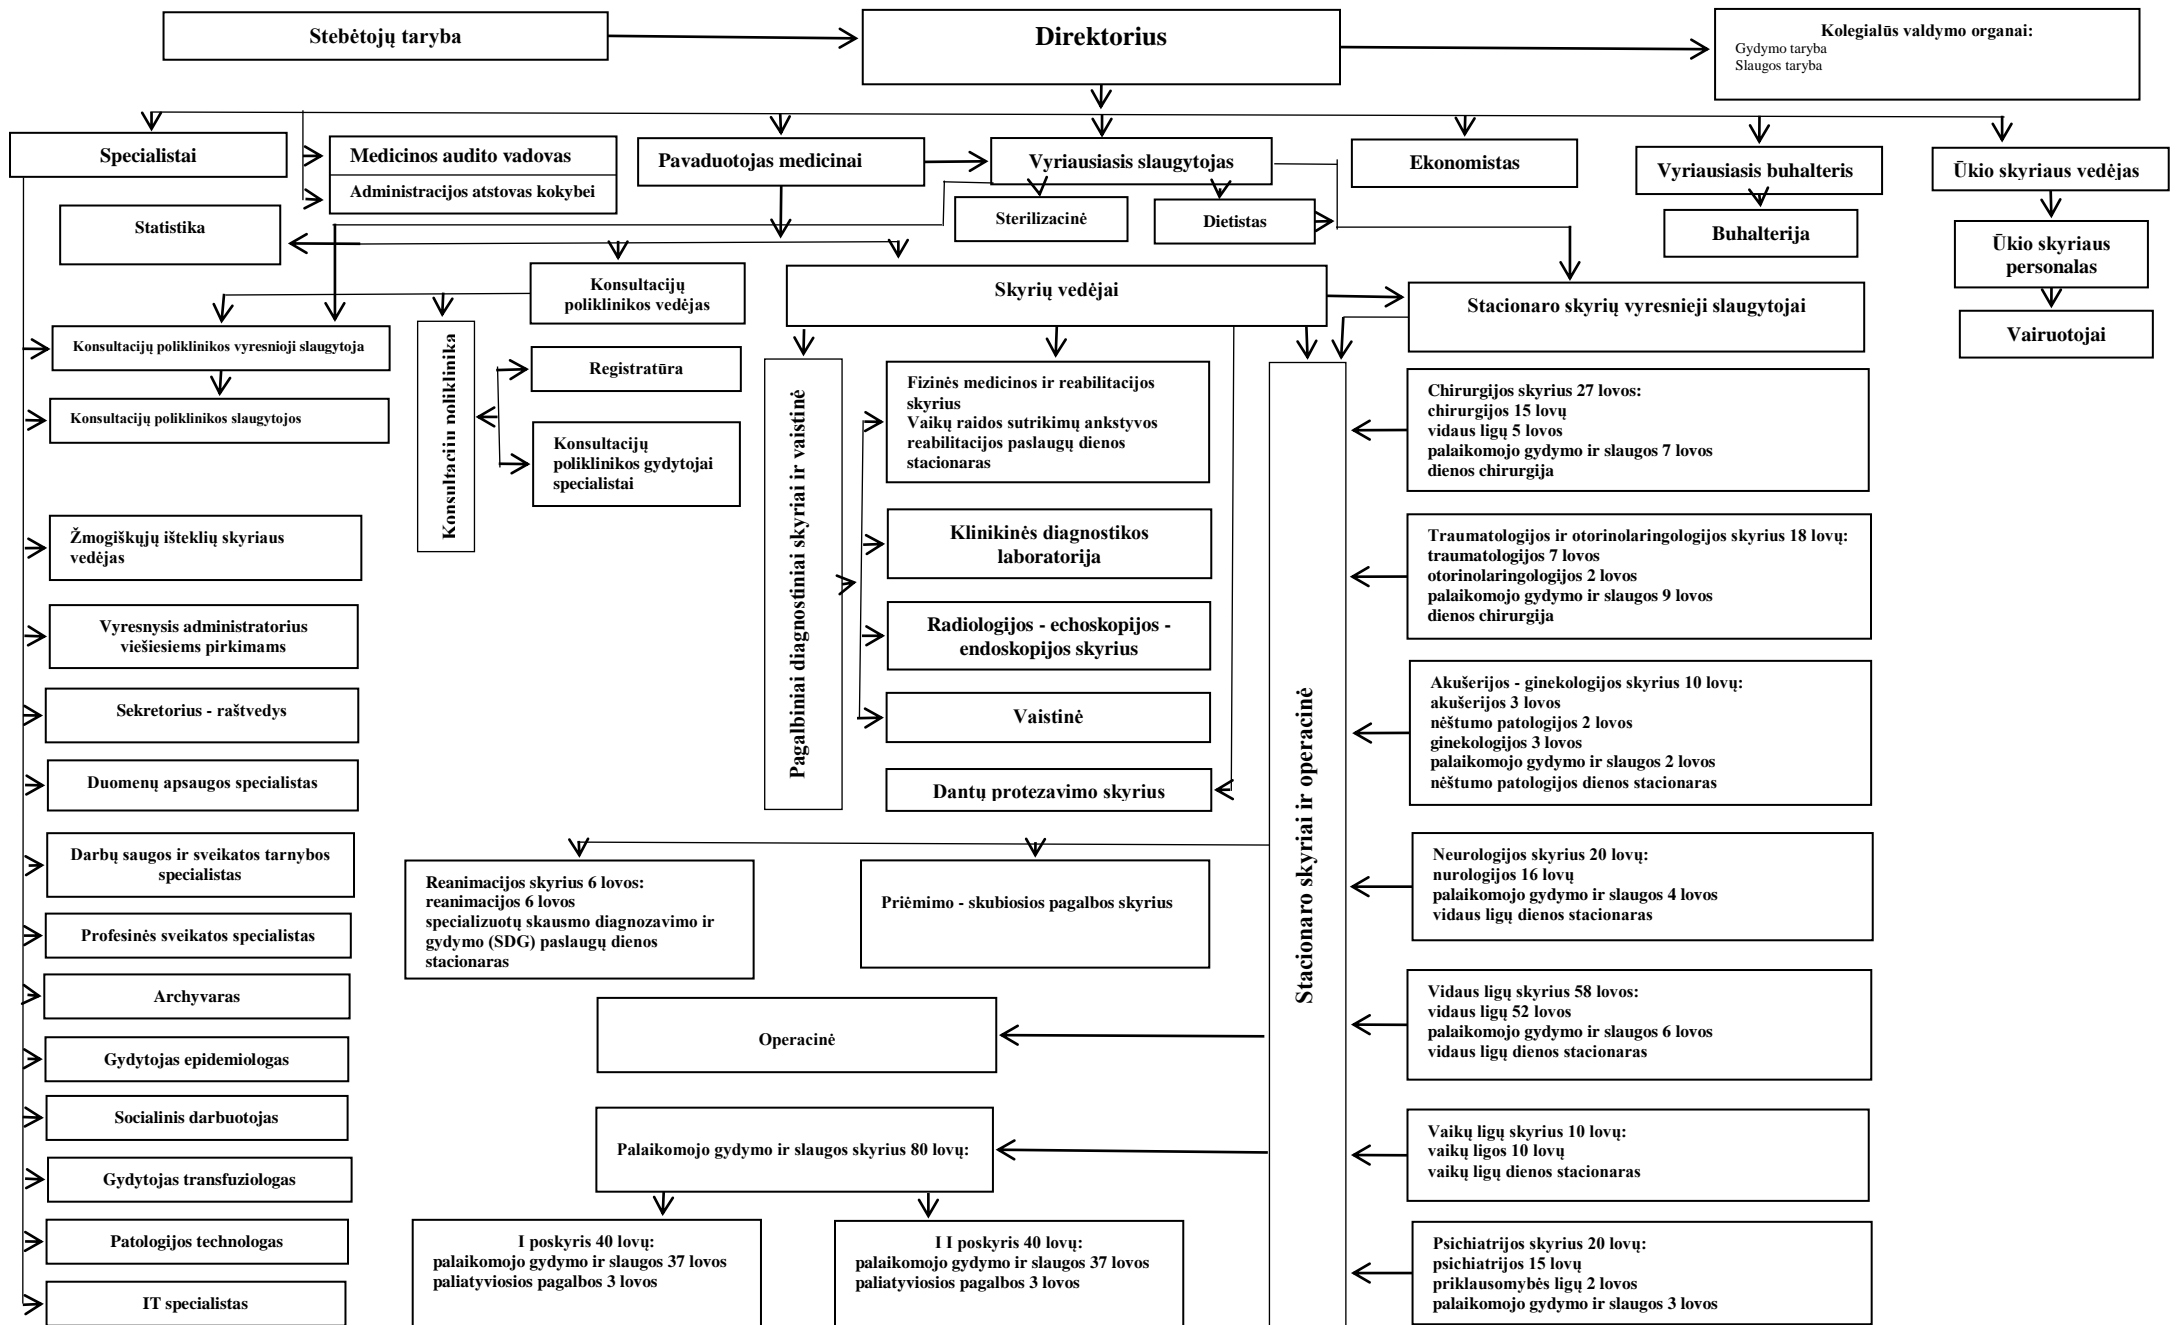 Stebėtojų taryba
Direktorius
Kolegialūs valdymo organai:
Gydymo taryba
Slaugos taryba
Specialistai
Medicinos audito vadovas
Administracijos atstovas kokybei
Pavaduotojas medicinai
Vyriausiasis slaugytojas
Ekonomistas
Vyriausiasis buhalteris
Ūkio skyriaus vedėjas
Statistika
Sterilizacinė
Dietistas
Buhalterija
Ūkio skyriaus
personalas
Vairuotojai
Konsultacijų
poliklinikos vedėjas
Skyrių vedėjai
Stacionaro skyrių vyresnieji slaugytojai
Konsultacijų poliklinikos vyresnioji slaugytoja
Konsultacijų poliklinikos slaugytojos
Konsultacijų poliklinika
Registratūra
Konsultacijų
poliklinikos gydytojai
specialistai
Pagalbiniai diagnostiniai skyriai ir vaistinė
Fizinės medicinos ir reabilitacijos
skyrius
Vaikų raidos sutrikimų ankstyvos
reabilitacijos paslaugų dienos
stacionaras
Klinikinės diagnostikos
laboratorija
Radiologijos - echoskopijos -
endoskopijos skyrius
Vaistinė
Dantų protezavimo skyrius
Stacionaro skyriai ir operacinė
Chirurgijos skyrius 27 lovos:
chirurgijos 15 lovų
vidaus ligų 5 lovos
palaikomojo gydymo ir slaugos 7 lovos
dienos chirurgija
Traumatologijos ir otorinolaringologijos skyrius 18 lovų:
traumatologijos 7 lovos
otorinolaringologijos 2 lovos
palaikomojo gydymo ir slaugos 9 lovos
dienos chirurgija
Akušerijos - ginekologijos skyrius 10 lovų:
akušerijos 3 lovos
nėštumo patologijos 2 lovos
ginekologijos 3 lovos
palaikomojo gydymo ir slaugos 2 lovos
nėštumo patologijos dienos stacionaras
Neurologijos skyrius 20 lovų:
nurologijos 16 lovų
palaikomojo gydymo ir slaugos 4 lovos
vidaus ligų dienos stacionaras
Vidaus ligų skyrius 58 lovos:
vidaus ligų 52 lovos
palaikomojo gydymo ir slaugos 6 lovos
vidaus ligų dienos stacionaras
Vaikų ligų skyrius 10 lovų:
vaikų ligos 10 lovų
vaikų ligų dienos stacionaras
Psichiatrijos skyrius 20 lovų:
psichiatrijos 15 lovų
priklausomybės ligų 2 lovos
palaikomojo gydymo ir slaugos 3 lovos
Žmogiškųjų išteklių skyriaus
vedėjas
Vyresnysis administratorius
viešiesiems pirkimams
Sekretorius - raštvedys
Duomenų apsaugos specialistas
Darbų saugos ir sveikatos tarnybos
specialistas
Profesinės sveikatos specialistas
Archyvaras
Gydytojas epidemiologas
Socialinis darbuotojas
Gydytojas transfuziologas
Patologijos technologas
IT specialistas
Reanimacijos skyrius 6 lovos:
reanimacijos 6 lovos
specializuotų skausmo diagnozavimo ir
gydymo (SDG) paslaugų dienos
stacionaras
Priėmimo - skubiosios pagalbos skyrius
Operacinė
Palaikomojo gydymo ir slaugos skyrius 80 lovų:
I poskyris 40 lovų:
palaikomojo gydymo ir slaugos 37 lovos
paliatyviosios pagalbos 3 lovos
I I poskyris 40 lovų:
palaikomojo gydymo ir slaugos 37 lovos
paliatyviosios pagalbos 3 lovos